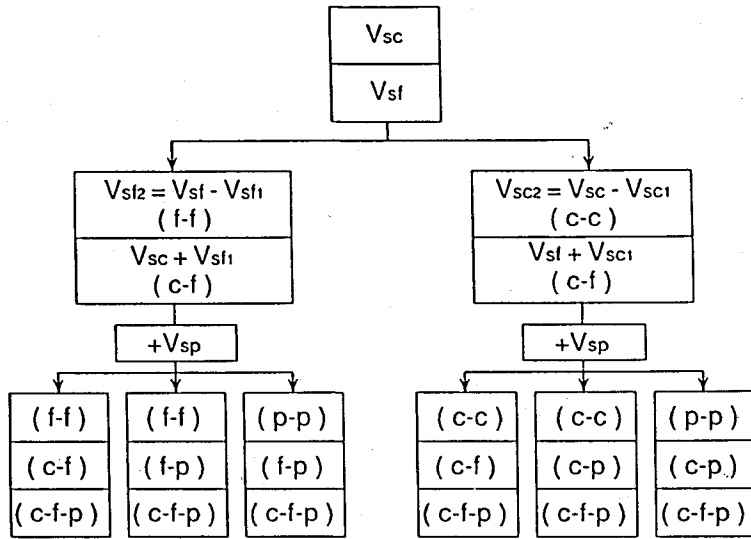 Vsc
Vsf
Vsf2 = Vsf - Vsf1
( f-f )
Vsc + Vsf1
( c-f )
Vsc2 = Vsc - Vsc1
( c-c )
Vsf + Vsc1
( c-f )
+Vsp
+Vsp
( f-f ) ( f-f ) ( p-p ) ( c-c ) ( c-c ) ( p-p )
( c-f ) ( f-p ) ( f-p ) ( c-f ) ( c-p ) ( c-p )
( c-f-p ) ( c-f-p ) ( c-f-p ) ( c-f-p ) ( c-f-p ) ( c-f-p )